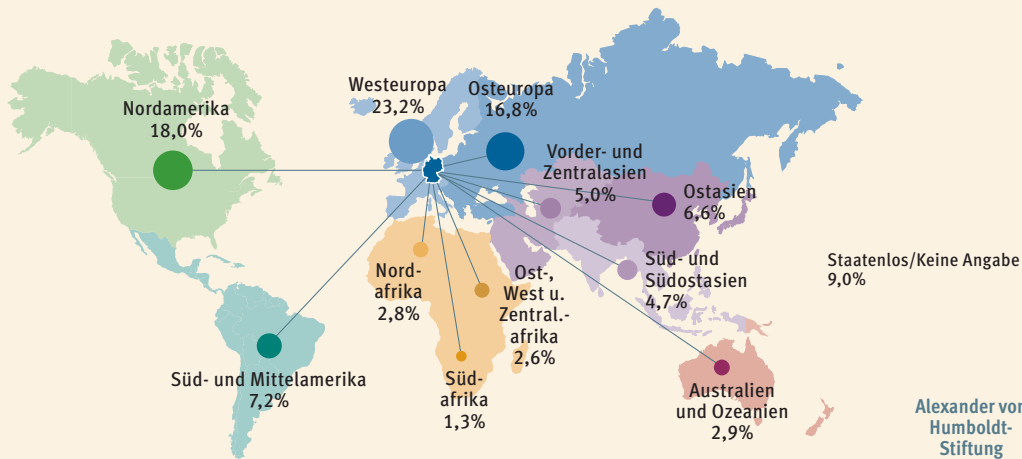 Nordamerika
18,0%
Westeuropa
23,2%
Osteuropa
16,8%
Vorder- und
Zentralasien
5,0%
Ostasien
6,6%
Süd- und
Südostasien
4,7%
Staatenlos/Keine Angabe
9,0%
Nord-
afrika
2,8%
Ost-,
West u.
Zentral.-
afrika
2,6%
Süd- und Mittelamerika
7,2%
Süd-
afrika
1,3%
Australien
und Ozeanien
2,9%
Alexander von
Humboldt-
Stiftung